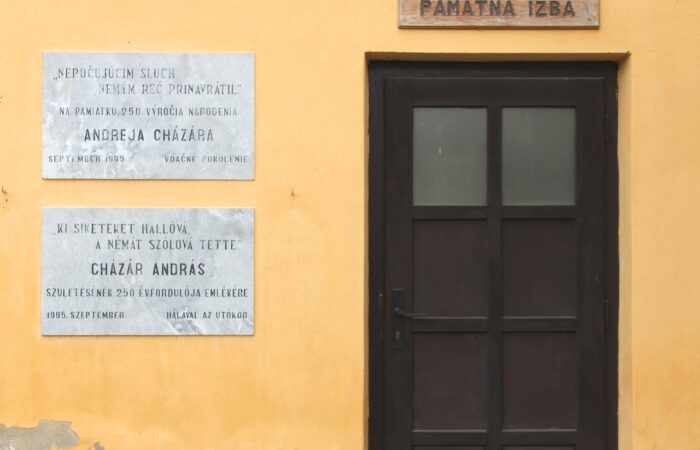 PAMÄTNÁ IZBA
„NEPOČUJÚCIM SLUCH,
NEMÝM REČ PRINAVRÁTIL.”
NA PAMIATKU 250 VÝROČIA NARODENIA
ANDREJA CHÁZÁRA
SEPTEMBER 1995. VĎAČNÉ POKOLENIE
„KI SIKETEKET HALLÓVÁ,
A NÉMÁT SZÓLÓVÁ TETTE.”
CHÁZÁR ANDRÁS
SZÜLETÉSÉNEK 250 ÉVFORDULÓJA EMLÉKÉRE
1995. SZEPTEMBER HÁLÁVAL AZ UTÓKOR